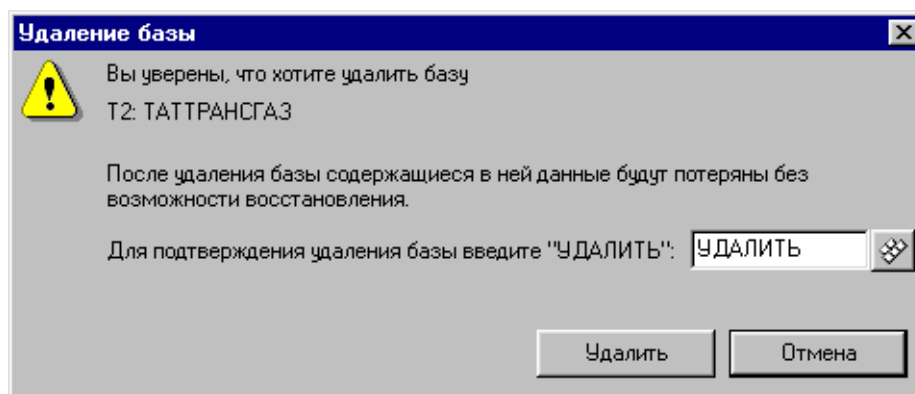 Удаление базы
Вы уверены, что хотите удалить базу
Т2: ТАТТРАНСГАЗ
После удаления базы содержащиеся в ней данные будут потеряны без
возможности восстановления.
Для подтверждения удаления базы введите "УДАЛИТЬ": УДАЛИТЬ
Удалить Отмена